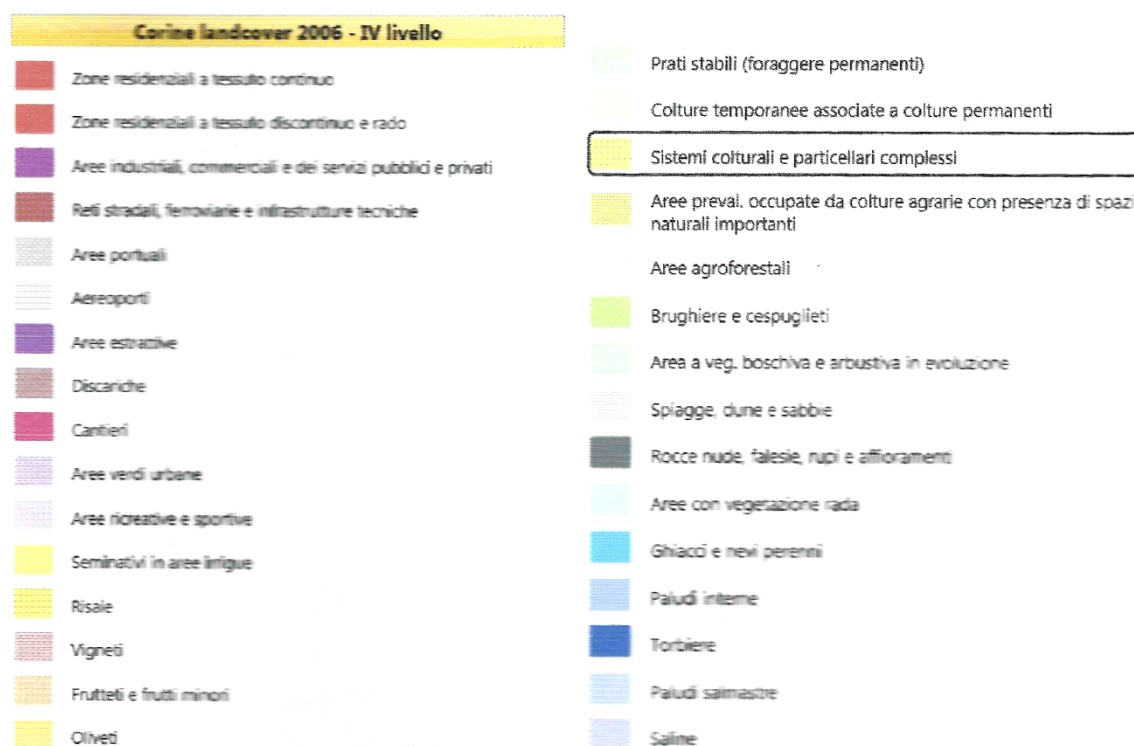 Corine landcover 2006 - IV livello
Zone residenziali a tessuto continuo
Zone residenziali a tessuto discontinuo e rado
Aree industriali, commerciali e dei servizi pubblici e privati
Reti stradali, ferroviarie e infrastrutture tecniche
Aree portuali
Aereoporti
Aree estrattive
Discariche
Cantieri
Aree verdi urbane
Aree ricreative e sportive
Seminativi in aree irrigue
Risaie
Vigneti
Frutteti e frutti minori
Oliveti
Prati stabili (foraggere permanenti)
Colture temporanee associate a colture permanenti
Sistemi colturali e particellari complessi
Aree preval. occupate da colture agrarie con presenza di spazi
naturali importanti
Aree agroforestali
Brughiere e cespuglieti
Area a veg. boschiva e arbustiva in evoluzione
Spiagge, dune e sabbie
Rocce nude, falesie, rupi e affioramenti
Aree con vegetazione rada
Ghiacci e nevi perenni
Paludi interne
Torbiere
Paludi salmastre
Saline